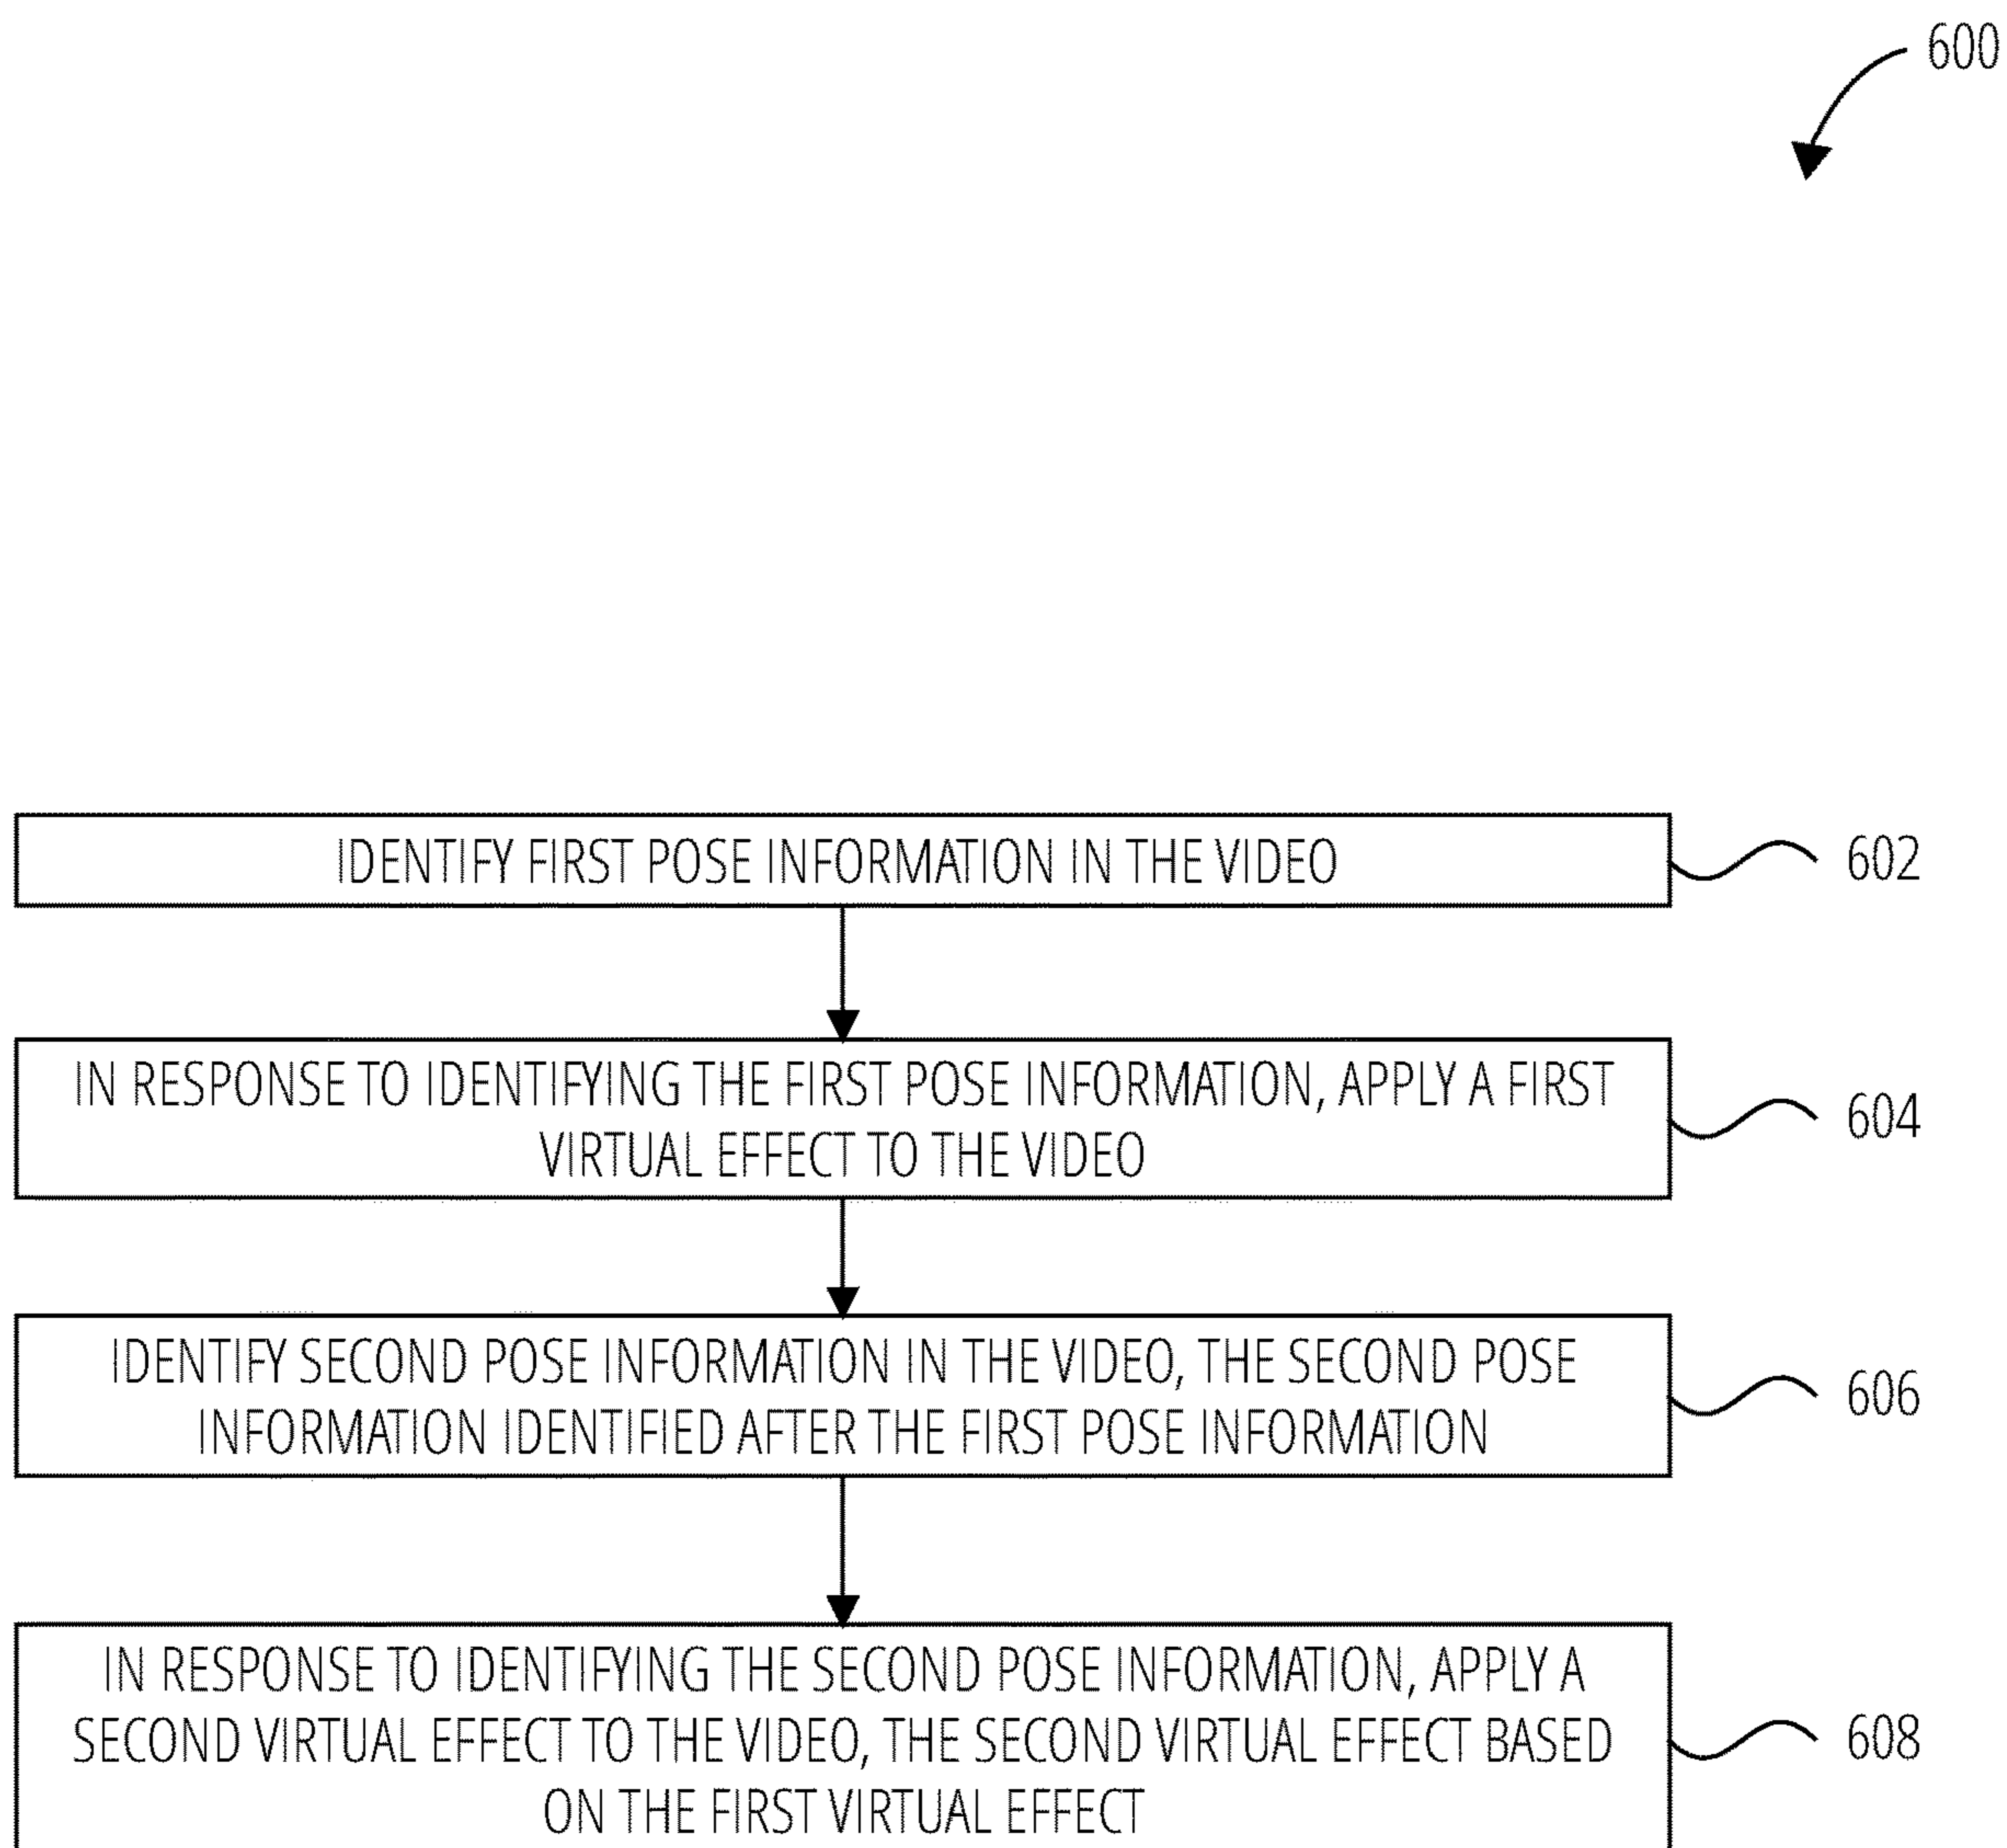 600
IDENTIFY FIRST POSE INFORMATION IN THE VIDEO
602
IN RESPONSE TO IDENTIFYING THE FIRST POSE INFORMATION, APPLY A FIRST
VIRTUAL EFFECT TO THE VIDEO
604
IDENTIFY SECOND POSE INFORMATION IN THE VIDEO, THE SECOND POSE
INFORMATION IDENTIFIED AFTER THE FIRST POSE INFORMATION
606
IN RESPONSE TO IDENTIFYING THE SECOND POSE INFORMATION, APPLY A
SECOND VIRTUAL EFFECT TO THE VIDEO, THE SECOND VIRTUAL EFFECT BASED
ON THE FIRST VIRTUAL EFFECT
608